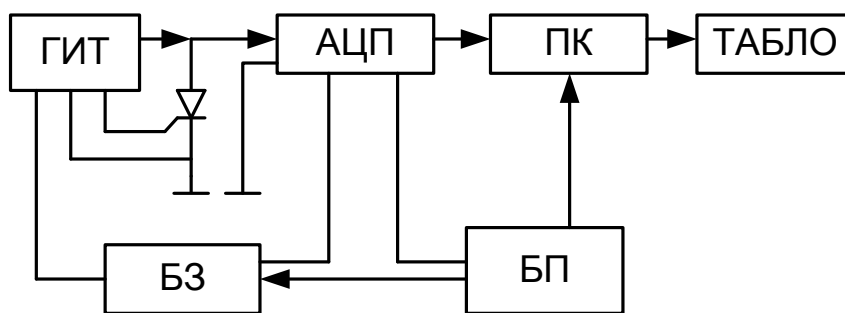 ГИТ
АЦП
ПК
ТАБЛО
БЗ
БП